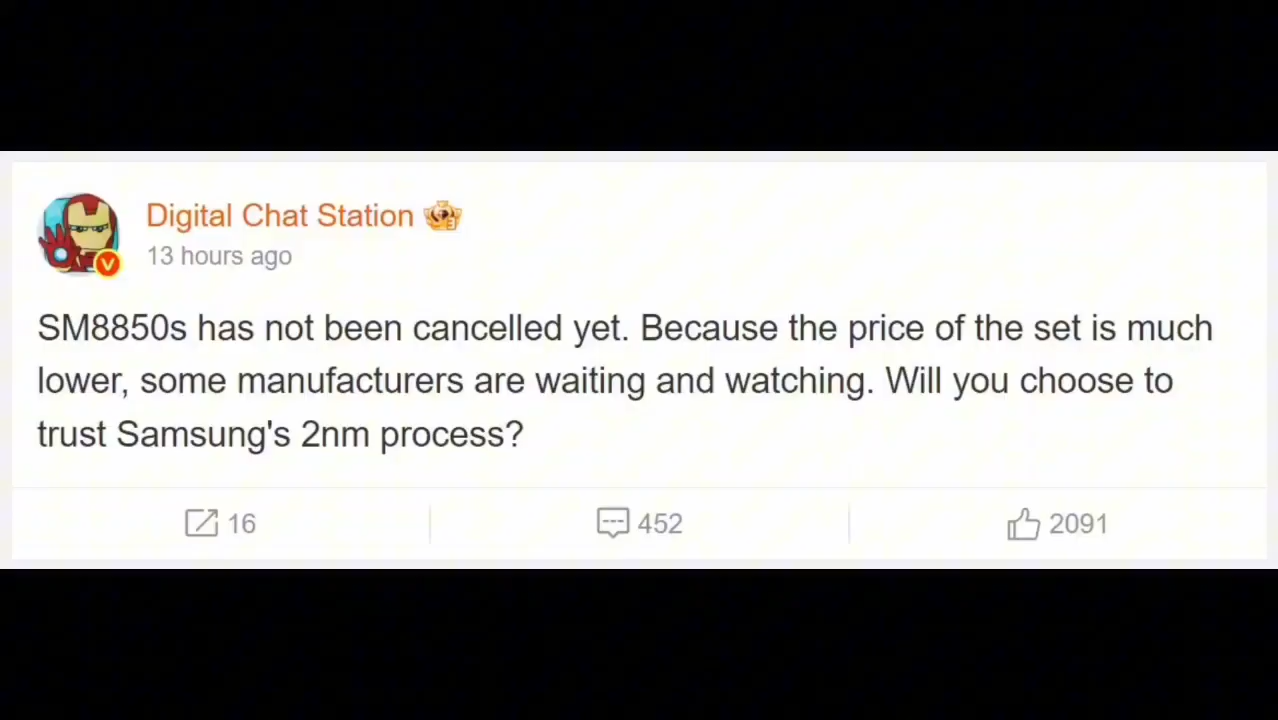 Digital Chat Station
13 hours ago
SM8850s has not been cancelled yet. Because the price of the set is much
lower, some manufacturers are waiting and watching. Will you choose to
trust Samsung's 2nm process?
16
452
2091